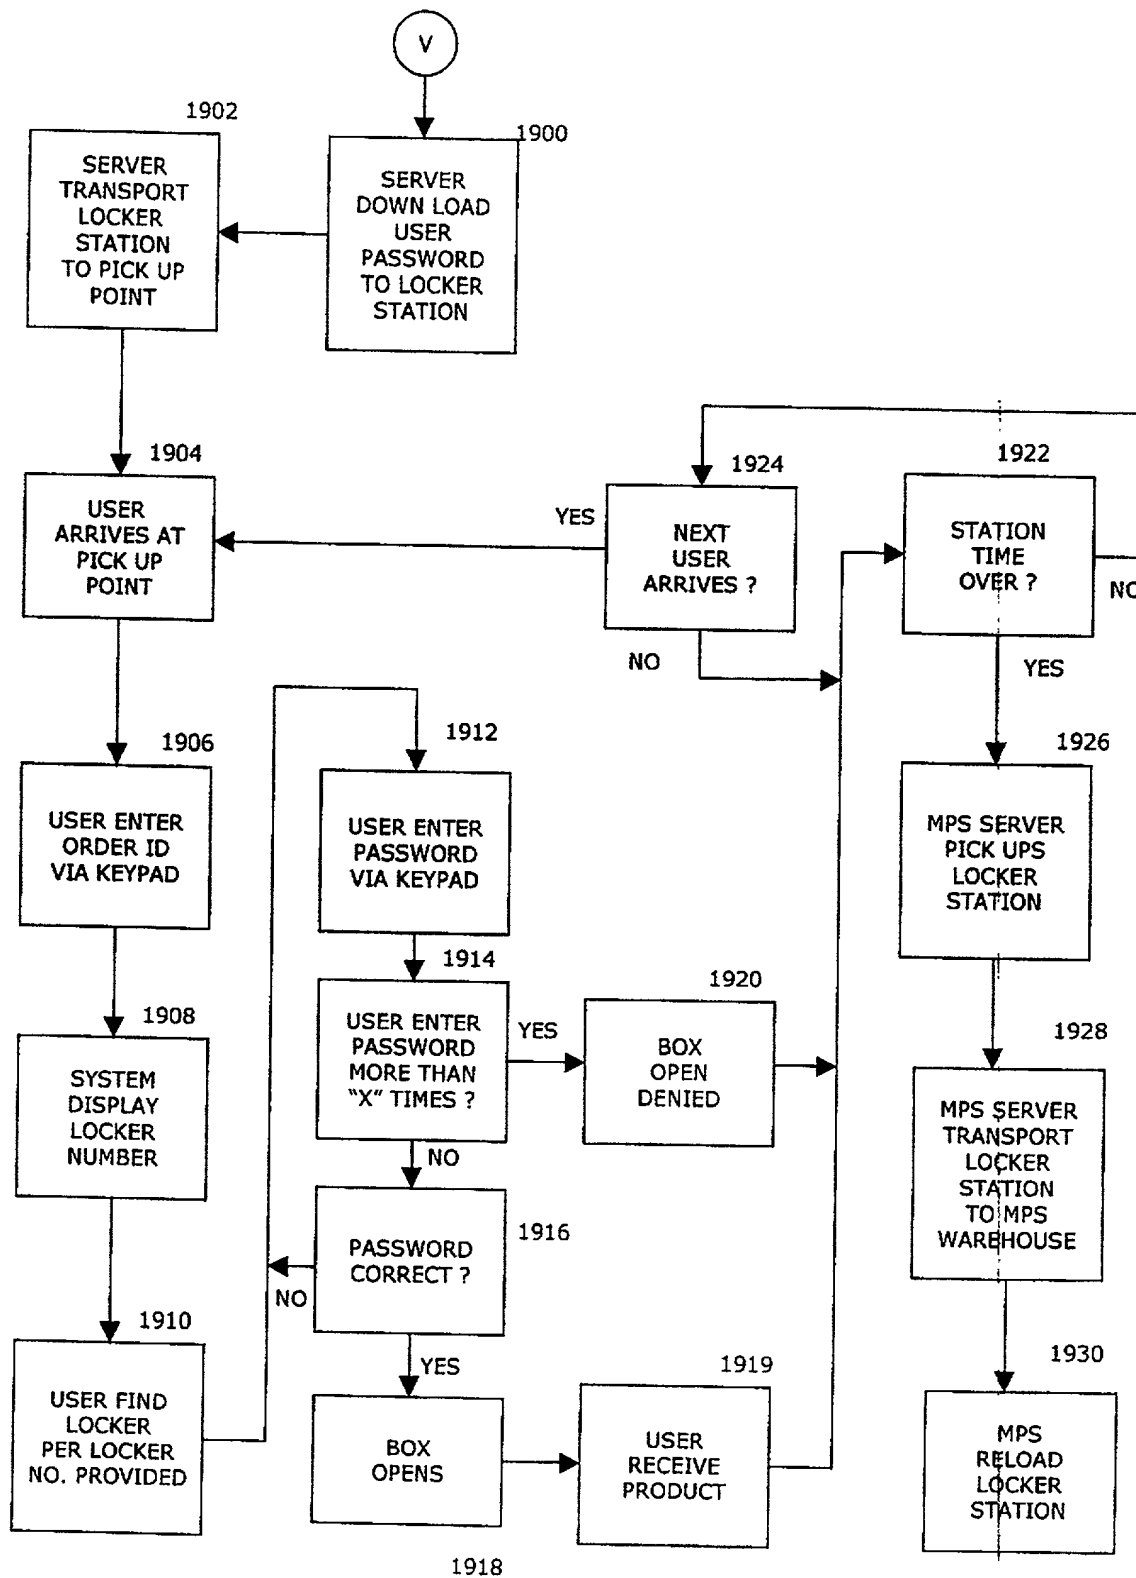 V
1902
1900
SERVER
TRANSPORT
LOCKER
STATION
TO PICK UP
POINT
SERVER
DOWN LOAD
USER
PASSWORD
TO LOCKER
STATION
1904
USER
ARRIVES AT
PICK UP
POINT
YES
1924
NEXT
USER
ARRIVES ?
NO
1922
STATION
TIME
OVER ?
NO
YES
1906
USER ENTER
ORDER ID
VIA KEYPAD
1912
USER ENTER
PASSWORD
VIA KEYPAD
1926
MPS SERVER
PICK UPS
LOCKER
STATION
1908
SYSTEM
DISPLAY
LOCKER
NUMBER
1914
USER ENTER
PASSWORD
MORE THAN
“X” TIMES ?
YES
NO
1920
BOX
OPEN
DENIED
1928
MPS SERVER
TRANSPORT
LOCKER
STATION
TO MPS
WAREHOUSE
1916
PASSWORD
CORRECT ?
NO
YES
1910
USER FIND
LOCKER
PER LOCKER
NO. PROVIDED
BOX
OPENS
1918
1919
USER
RECEIVE
PRODUCT
1930
MPS
RELOAD
LOCKER
STATION